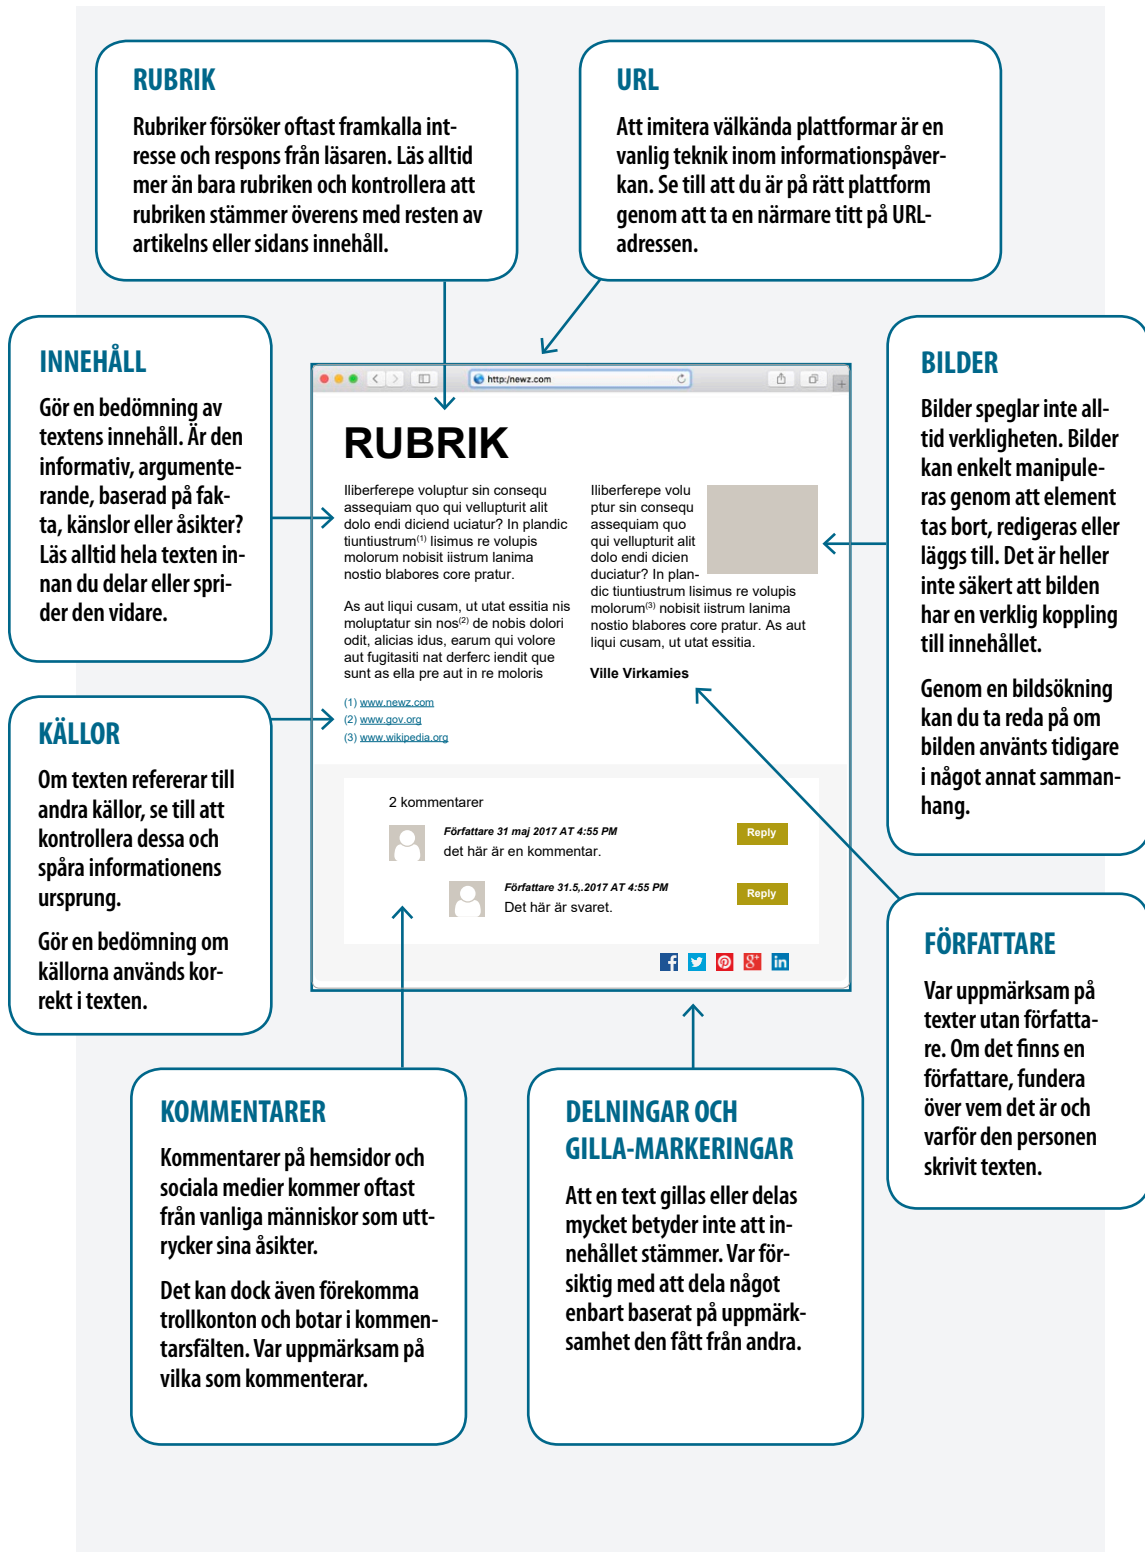 RUBRIK
Rubriker försöker oftast framkalla int-
resse och respons från läsaren. Läs alltid
mer än bara rubriken och kontrollera att
rubriken stämmer överens med resten av
artikelns eller sidans innehåll.
URL
Att imitera välkända plattformar är en
vanlig teknik inom informationspåver-
kan. Se till att du är på rätt plattform
genom att ta en närmare titt på URL-
adressen.
INNEHÅLL
Gör en bedömning av
textens innehåll. Är den
informativ, argumente-
rande, baserad på fak-
ta, känslor eller åsikter?
Läs alltid hela texten in-
nan du delar eller spri-
der den vidare.
KÄLLOR
Om texten refererar till
andra källor, se till att
kontrollera dessa och
spåra informationens
ursprung.
Gör en bedömning om
källorna används kor-
rekt i texten.
http:/newz.com
RUBRIK
Iliberferepe voluptur sin consequ
assequiam quo qui vellupturit alit
dolo endi diciend uciatur? In plandic
tiuntiustrum(1) lisimus re volupis
molorum nobisit iistrum lanima
nostio blabores core pratur.
As aut liqui cusam, ut utat essitia nis
moluptatur sin nos(2) de nobis dolori
odit, alicias idus, earum qui volore
aut fugitasiti nat derferc iendit que
sunt as ella pre aut in re moloris
(1) www.newz.com
(2) www.gov.org
(3) www.wikipedia.org
Iliberferepe volu
ptur sin consequ
assequiam quo
qui vellupturit alit
dolo endi dicien
duciatur? In plan-
dic tiuntiustrum lisimus re volupis
molorum(3) nobisit iistrum lanima
nostio blabores core pratur. As aut
liqui cusam, ut utat essitia.
Ville Virkamies
2 kommentarer
Författare 31 maj 2017 AT 4:55 PM
det här är en kommentar.
Reply
Författare 31.5,.2017 AT 4:55 PM
Det här är svaret.
Reply
BILDER
Bilder speglar inte all-
tid verkligheten. Bilder
kan enkelt manipule-
ras genom att element
tas bort, redigeras eller
läggs till. Det är heller
inte säkert att bilden
har en verklig koppling
till innehållet.
Genom en bildsökning
kan du ta reda på om
bilden använts tidigare
i något annat samman-
hang.
FÖRFATTARE
Var uppmärksam på
texter utan författa-
re. Om det finns en
författare, fundera
över vem det är och
varför den personen
skrivit texten.
KOMMENTARER
Kommentarer på hemsidor och
sociala medier kommer oftast
från vanliga människor som utt-
rycker sina åsikter.
Det kan dock även förekomma
trollkonton och botar i kommen-
tarsfälten. Var uppmärksam på
vilka som kommenterar.
DELNINGAR OCH
GILLA-MARKERINGAR
Att en text gillas eller delas
mycket betyder inte att in-
nehållet stämmer. Var för-
siktig med att dela något
enbart baserat på uppmärk-
samhet den fått från andra.